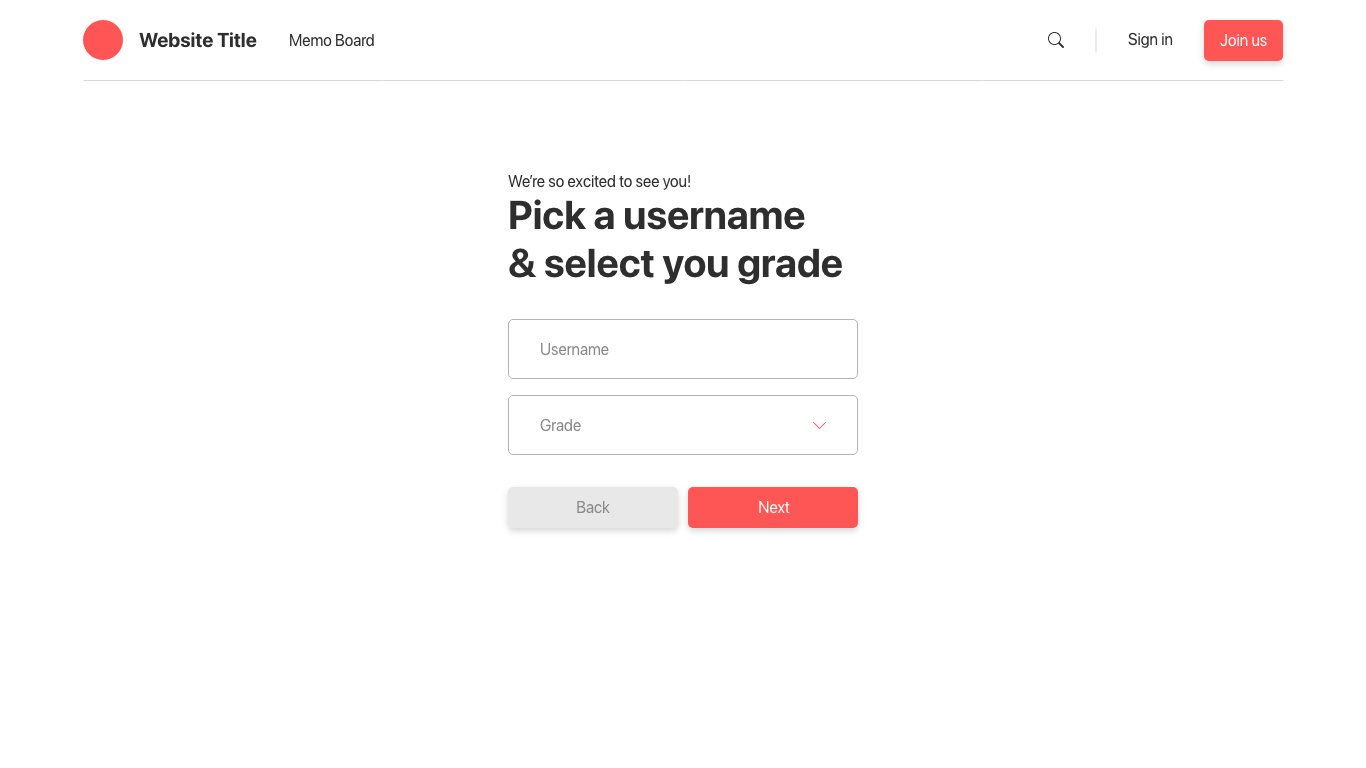 Website Title
Memo Board
Sign in
Join us
We’re so excited to see you!
Pick a username
& select you grade
Username
Grade
Back
Next